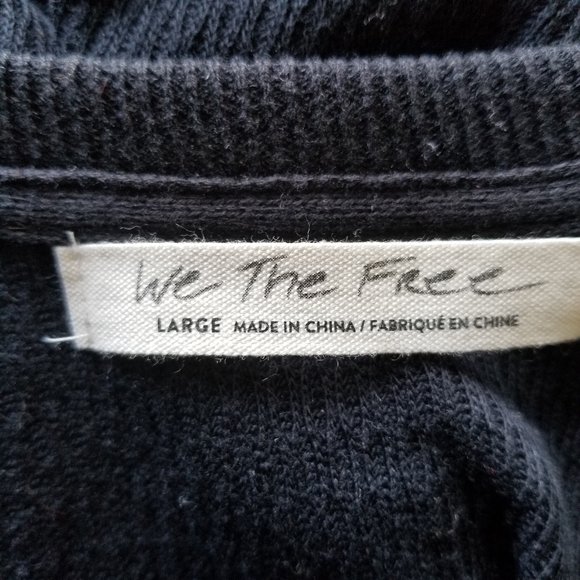 We The Free
LARGE MADE IN CHINA / FABRIQUÉ EN CHINE